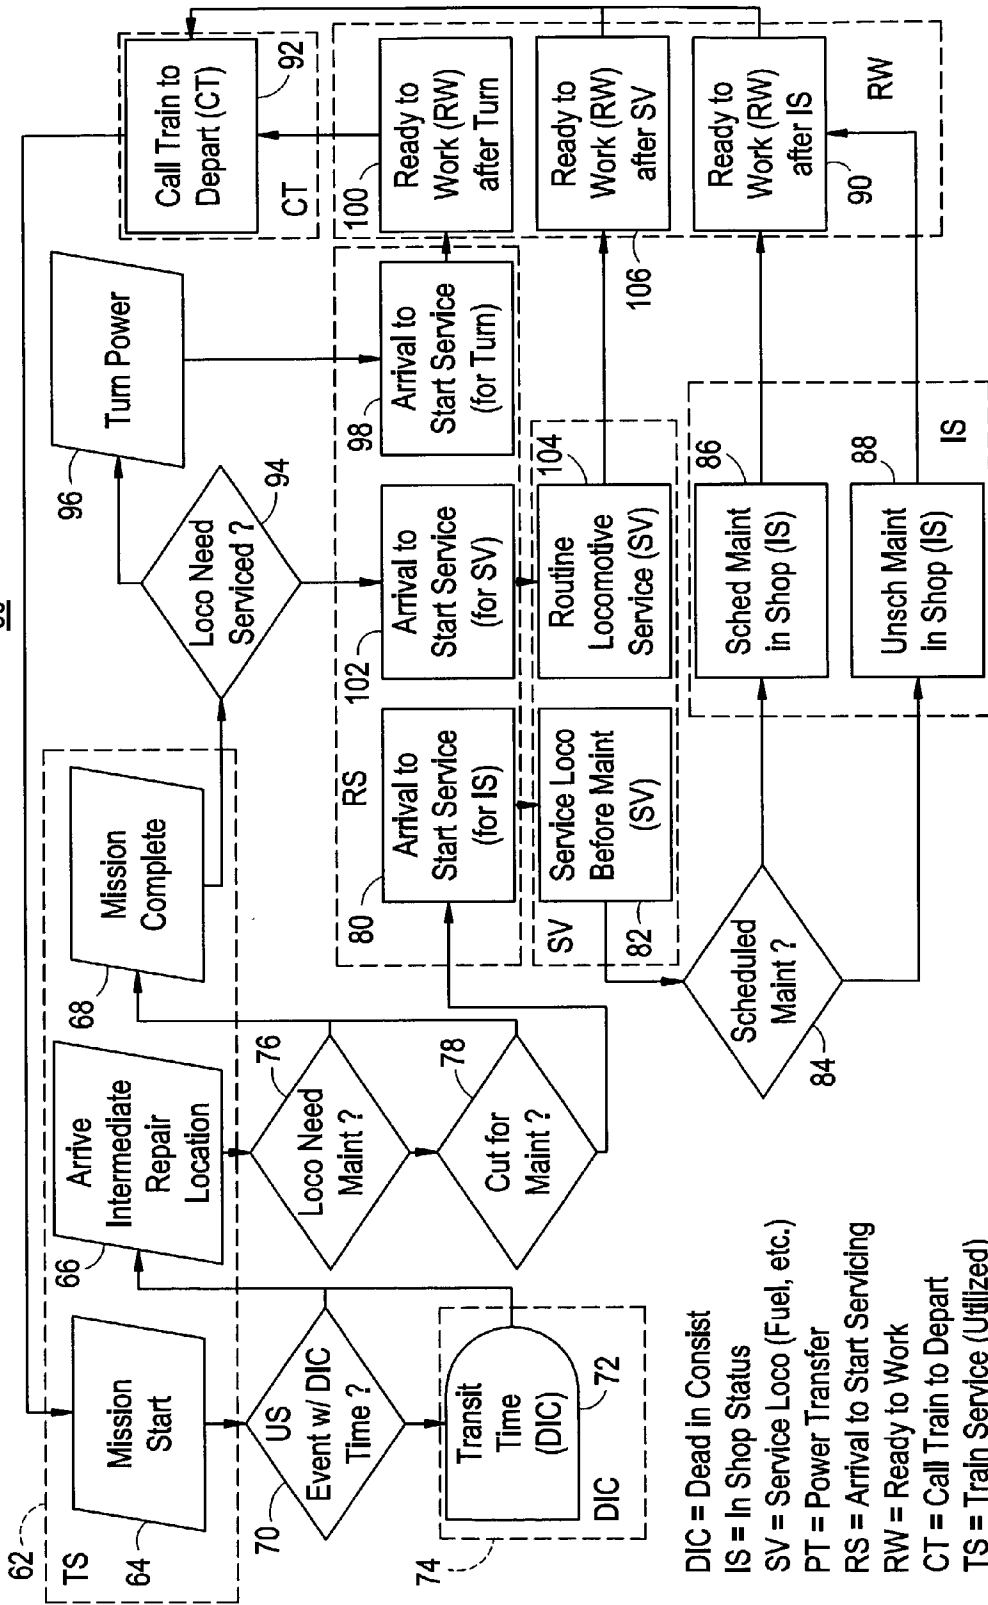 62
TS
Mission
Start
64
66
Arrive
Intermediate
Repair
Location
68
Mission
Complete
96
Turn Power
Call Train to
Depart (CT)
92
CT
70
US
Event w/ DIC
Time ?
76
Loco Need
Maint ?
Loco Need
Serviced ?
94
74
Transit
Time
(DIC)
72
DIC
78
Cut for
Maint ?
RS
80
Arrival to
Start Service
(for IS)
102
Arrival to
Start Service
(for SV)
98
Arrival to
Start Service
(for Turn)
100
Ready to
Work (RW)
after Turn
SV
82
Service Loco
Before Maint
(SV)
Routine
Locomotive
Service (SV)
104
106
Ready to
Work (RW)
after SV
Scheduled
Maint ?
84
Sched Maint
in Shop (IS)
86
Ready to
Work (RW)
after IS
90
RW
Unsch Maint
in Shop (IS)
88
IS
DIC = Dead in Consist
IS = In Shop Status
SV = Service Loco (Fuel, etc.)
PT = Power Transfer
RS = Arrival to Start Servicing
RW = Ready to Work
CT = Call Train to Depart
TS = Train Service (Utilized)